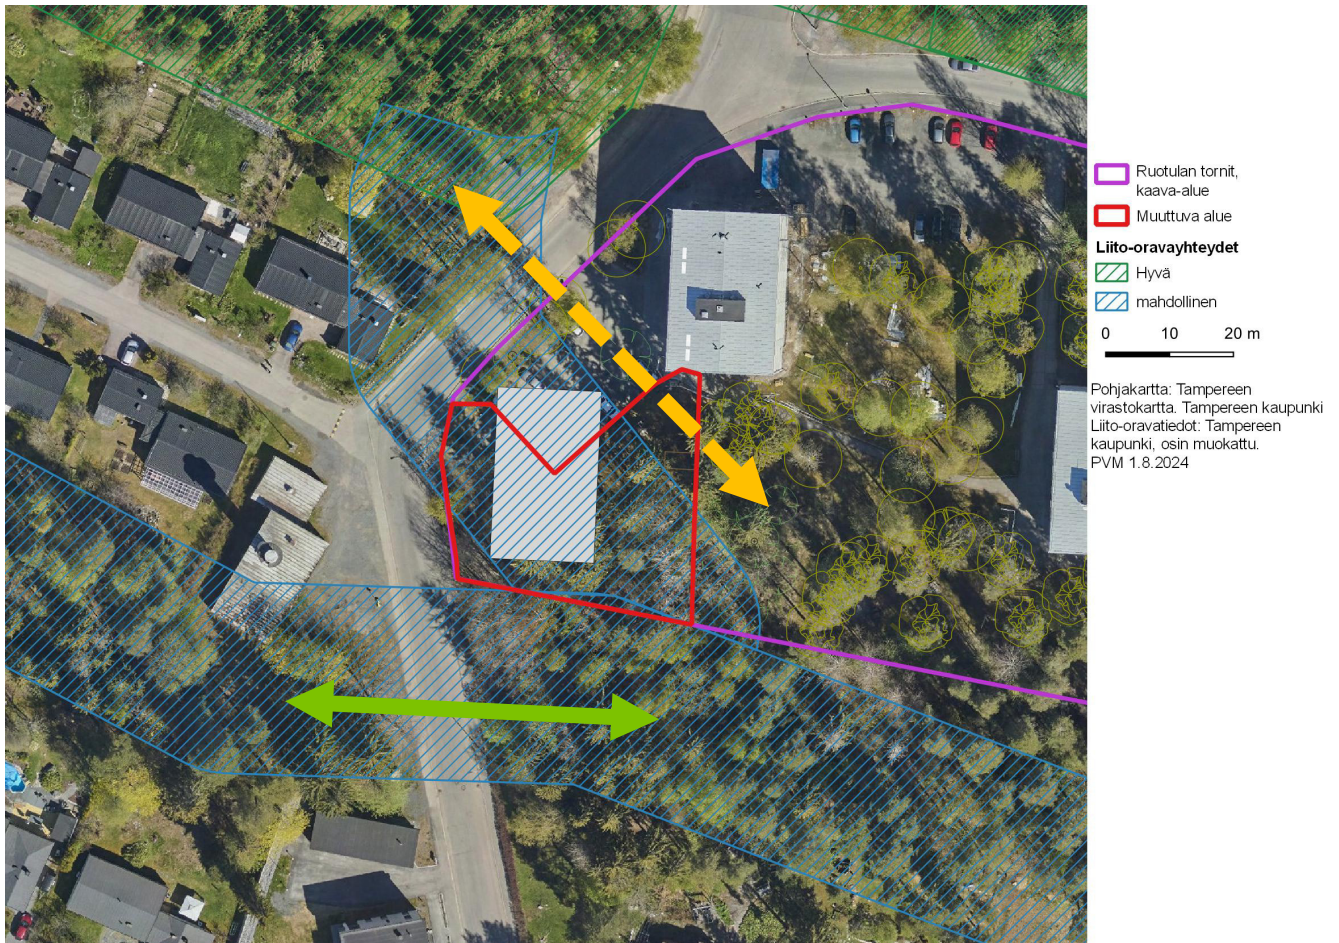 Ruotulan tornit,
kaava-alue
Muuttuva alue
Liito-oravayhteydet
Hyvä
mahdollinen
0 10 20 m
Pohjakartta: Tampereen
virastokartta. Tampereen kaupunki
Liito-oravatiedot: Tampereen
kaupunki, osin muokattu.
PVM 1.8.2024